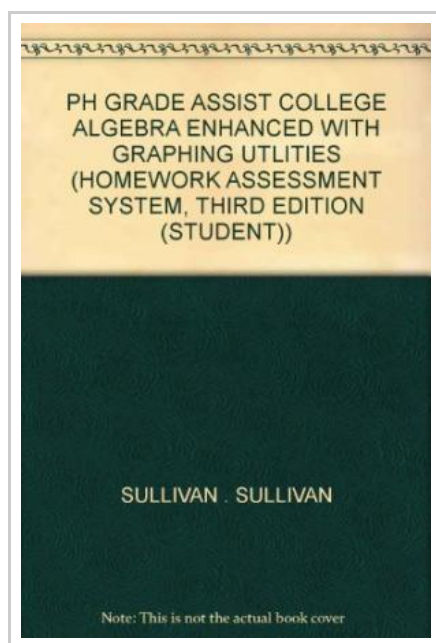 PH GRADE ASSIST COLLEGE
ALGEBRA ENHANCED WITH
GRAPHING UTLITIES
(HOMEWORK ASSESSMENT
SYSTEM, THIRD EDITION
(STUDENT))
SULLIVAN . SULLIVAN
Note: This is not the actual book cover